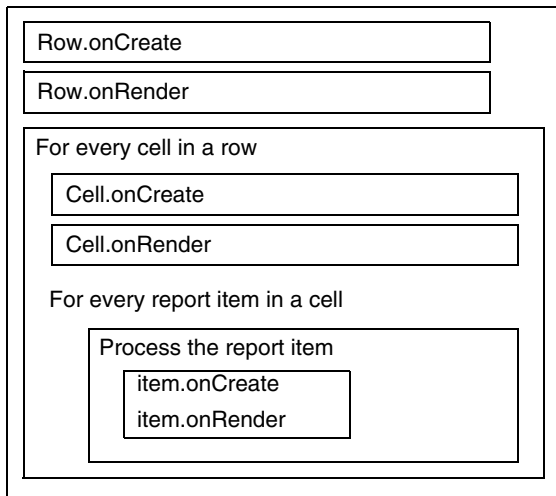 Row.onCreate
Row.onRender
For every cell in a row
Cell.onCreate
Cell.onRender
For every report item in a cell
Process the report item
item.onCreate
item.onRender